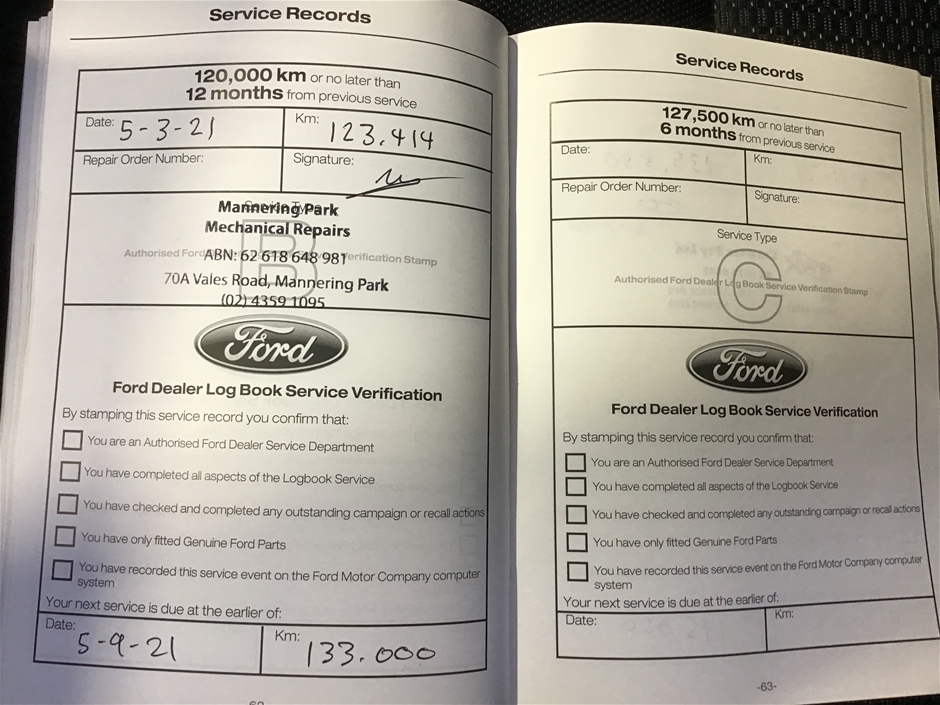 Service Records
120,000 km or no later than
12 months from previous service
Date: 5-3-21
Km: 123.414
Repair Order Number:
Signature:
Mannering Park
Mechanical Repairs
B
Authorised Ford
ABN: 62 618 648 981
erification Stamp
70A Vales Road, Mannering Park
(02) 4359 1095
Ford
Ford Dealer Log Book Service Verification
By stamping this service record you confirm that:
You are an Authorised Ford Dealer Service Department
You have completed all aspects of the Logbook Service
You have checked and completed any outstanding campaign or recall actions
You have only fitted Genuine Ford Parts
You have recorded this service event on the Ford Motor Company computer
system
Your next service is due at the earlier of:
Date: 5-9-21
Km: 133.000
Service Records
127,500 km or no later than
6 months from previous service
Date:
Km:
Repair Order Number:
Signature:
Service Type
C
Authorised Ford Dealer Log Book Service Verification Stamp
Ford
Ford Dealer Log Book Service Verification
By stamping this service record you confirm that:
You are an Authorised Ford Dealer Service Department
You have completed all aspects of the Logbook Service
You have checked and completed any outstanding campaign or recall actions
You have only fitted Genuine Ford Parts
You have recorded this service event on the Ford Motor Company computer
system
Your next service is due at the earlier of:
Date:
Km:
-63-